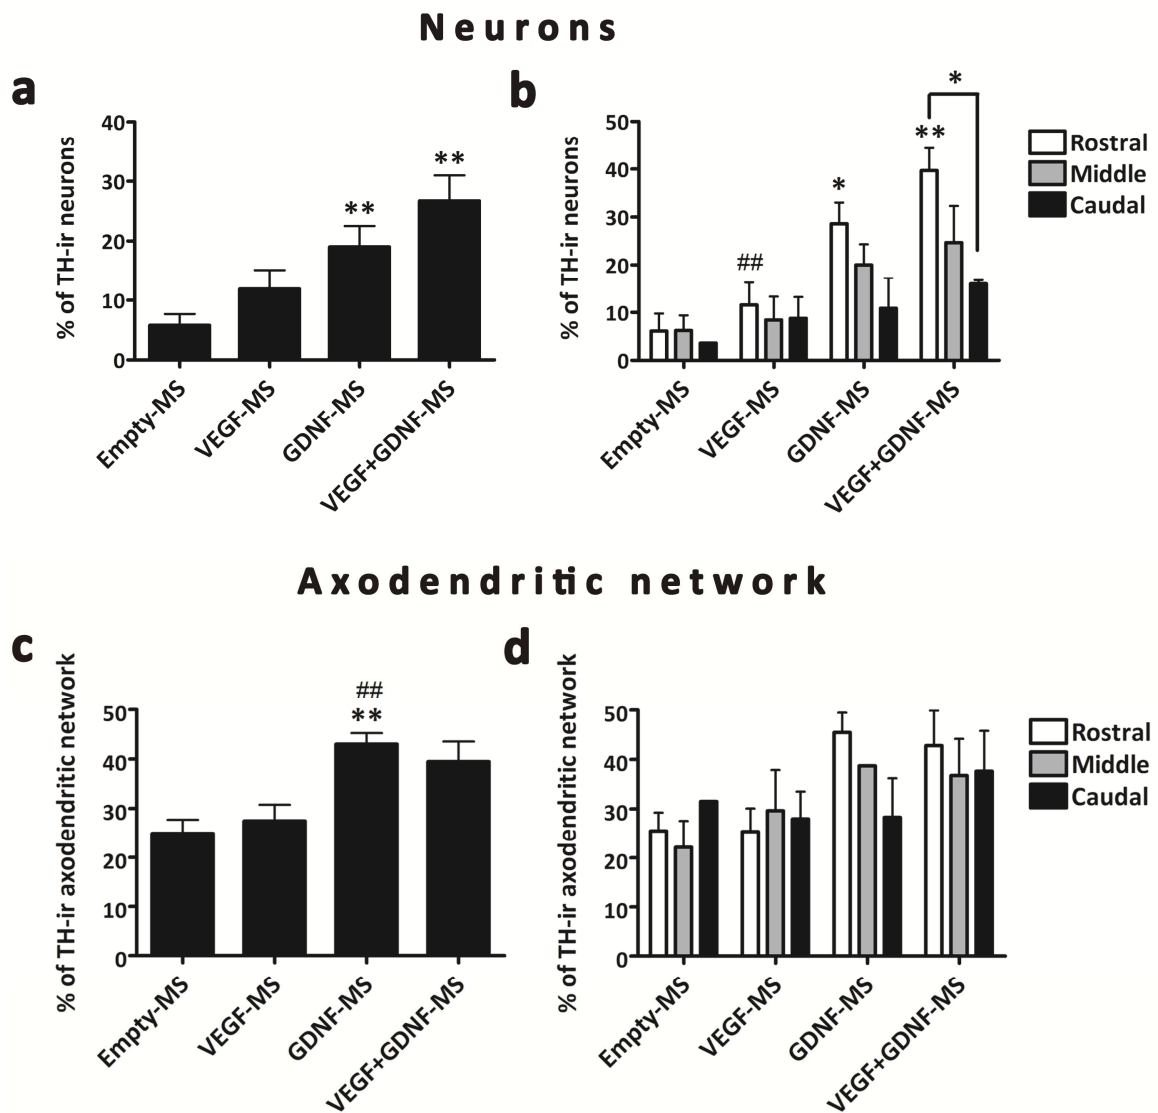 Neurons
a
% of TH-ir neurons
40
30
20
10
0
**
**
Empty-MS
VEGF-MS
GDNF-MS
VEGF+GDNF-MS
b
% of TH-ir neurons
50
40
30
20
10
0
##
*
**
*
Empty-MS
VEGF-MS
GDNF-MS
VEGF+GDNF-MS
Rostral
Middle
Caudal
Axodendritic network
c
% of TH-ir axodendritic network
50
40
30
20
10
0
##
**
Empty-MS
VEGF-MS
GDNF-MS
VEGF+GDNF-MS
d
% of TH-ir axodendritic network
50
40
30
20
10
0
Empty-MS
VEGF-MS
GDNF-MS
VEGF+GDNF-MS
Rostral
Middle
Caudal